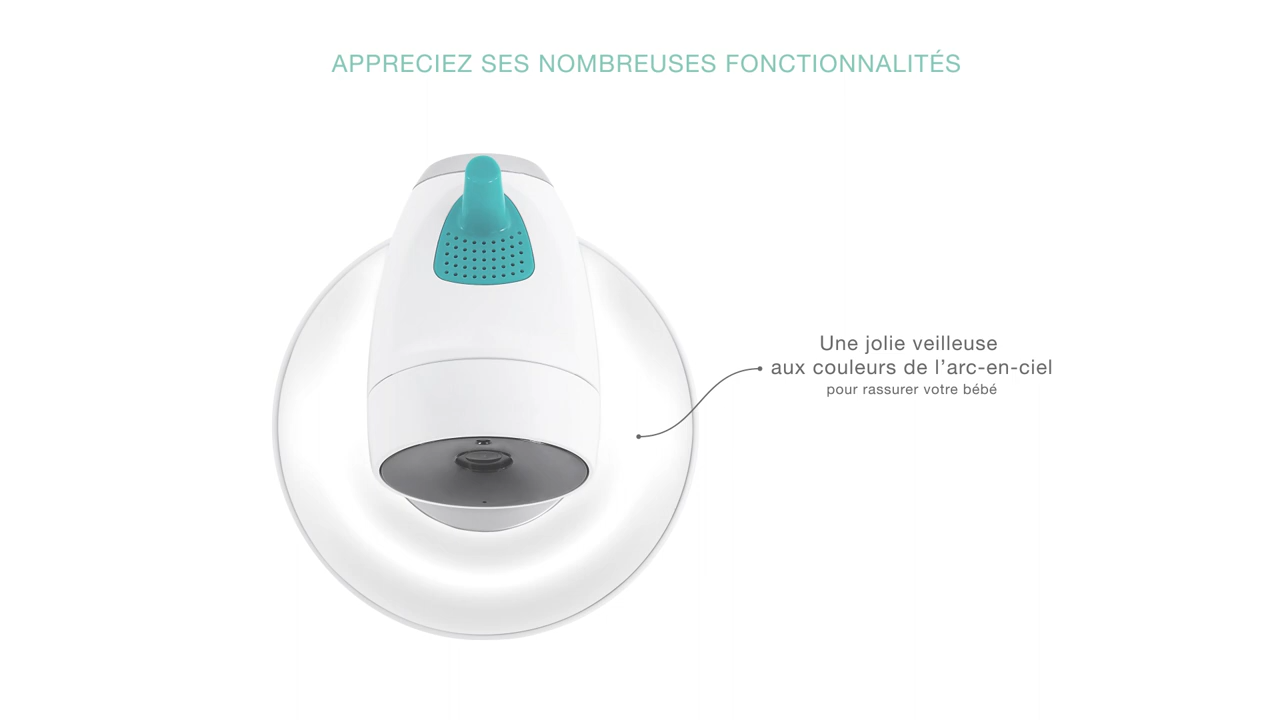 APPRECIEZ SES NOMBREUSES FONCTIONNALITÉS
Une jolie veilleuse
aux couleurs de l’arc-en-ciel
pour rassurer votre bébé